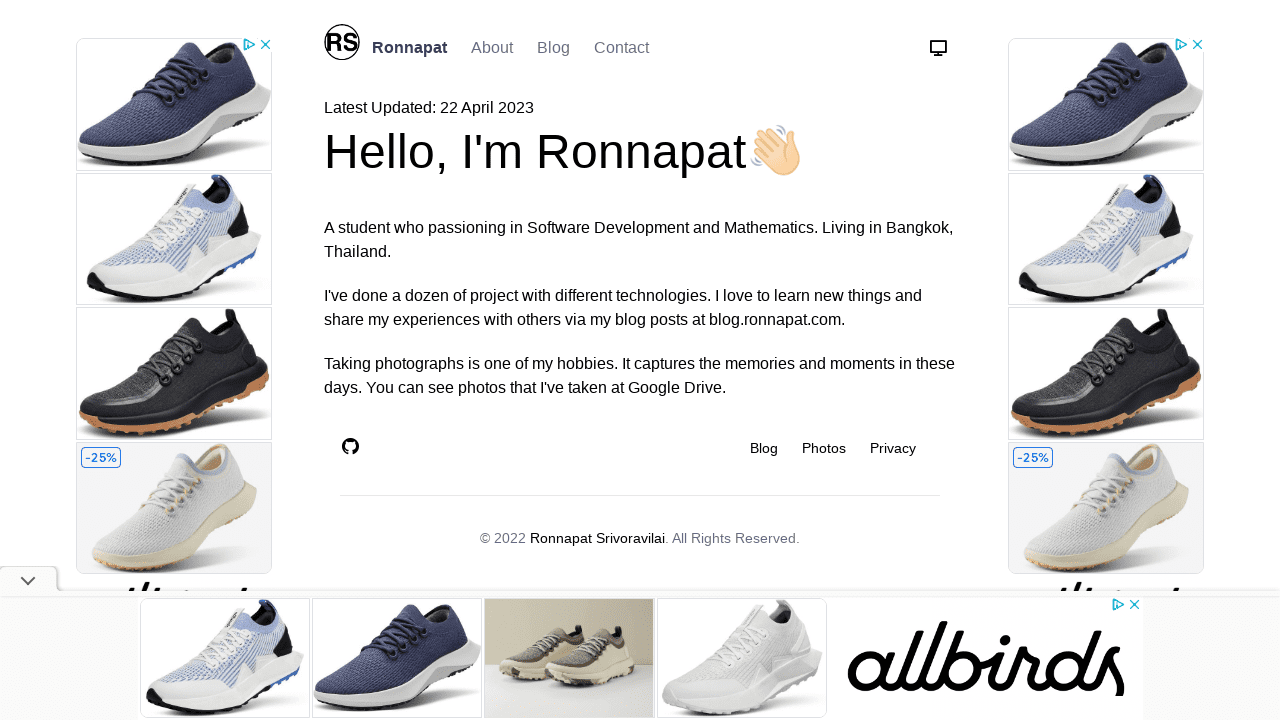 RS
Ronnapat About Blog Contact
Latest Updated: 22 April 2023
Hello, I'm Ronnapat👋🏻
A student who passioning in Software Development and Mathematics. Living in Bangkok,
Thailand.
I've done a dozen of project with different technologies. I love to learn new things and
share my experiences with others via my blog posts at blog.ronnapat.com.
Taking photographs is one of my hobbies. It captures the memories and moments in these
days. You can see photos that I've taken at Google Drive.
Blog Photos Privacy
© 2022 Ronnapat Srivoravilai. All Rights Reserved.
-25%
-25%
allbirds